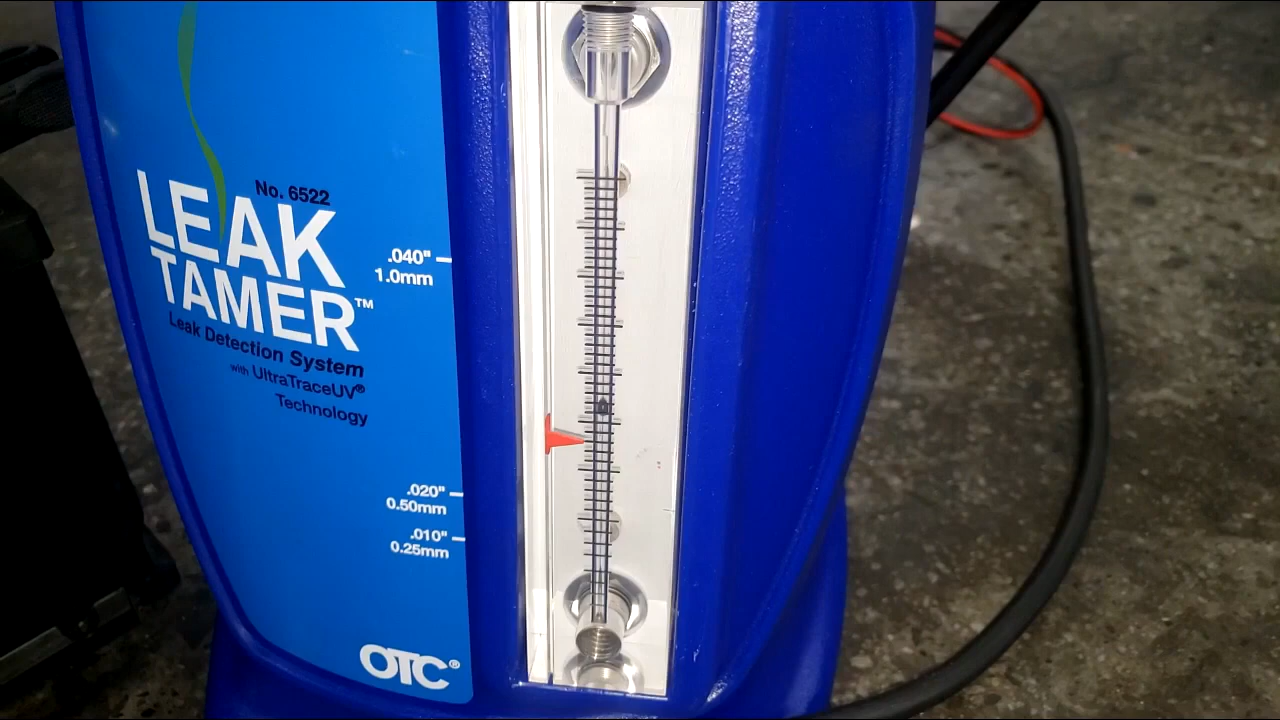 No. 6522
LEAK
TAMER™
Leak Detection System
with UltraTraceUV®
Technology
.040"
1.0mm
.020"
0.50mm
.010"
0.25mm
OTC®